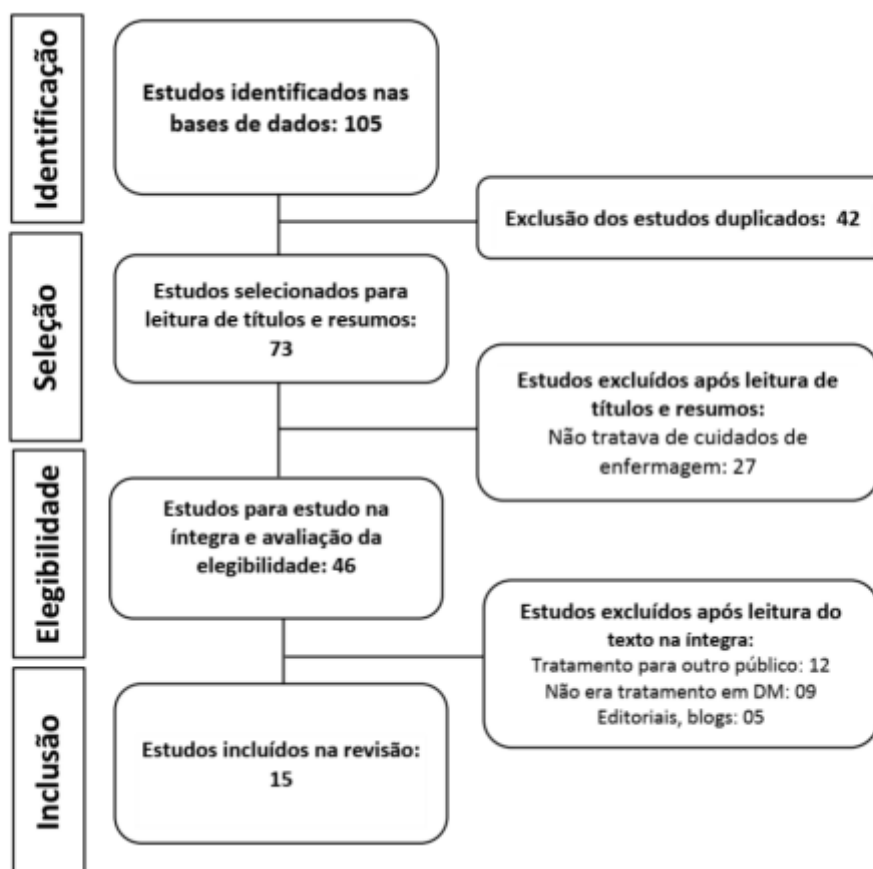 Identificação
Estudos identificados nas
bases de dados: 105
Exclusão dos estudos duplicados: 42
Seleção
Estudos selecionados para
leitura de títulos e resumos:
73
Estudos excluídos após leitura de
títulos e resumos:
Não tratava de cuidados de
enfermagem: 27
Elegibilidade
Estudos para estudo na
íntegra e avaliação da
elegibilidade: 46
Estudos excluídos após leitura do
texto na íntegra:
Tratamento para outro público: 12
Não era tratamento em DM: 09
Editoriais, blogs: 05
Inclusão
Estudos incluídos na revisão:
15